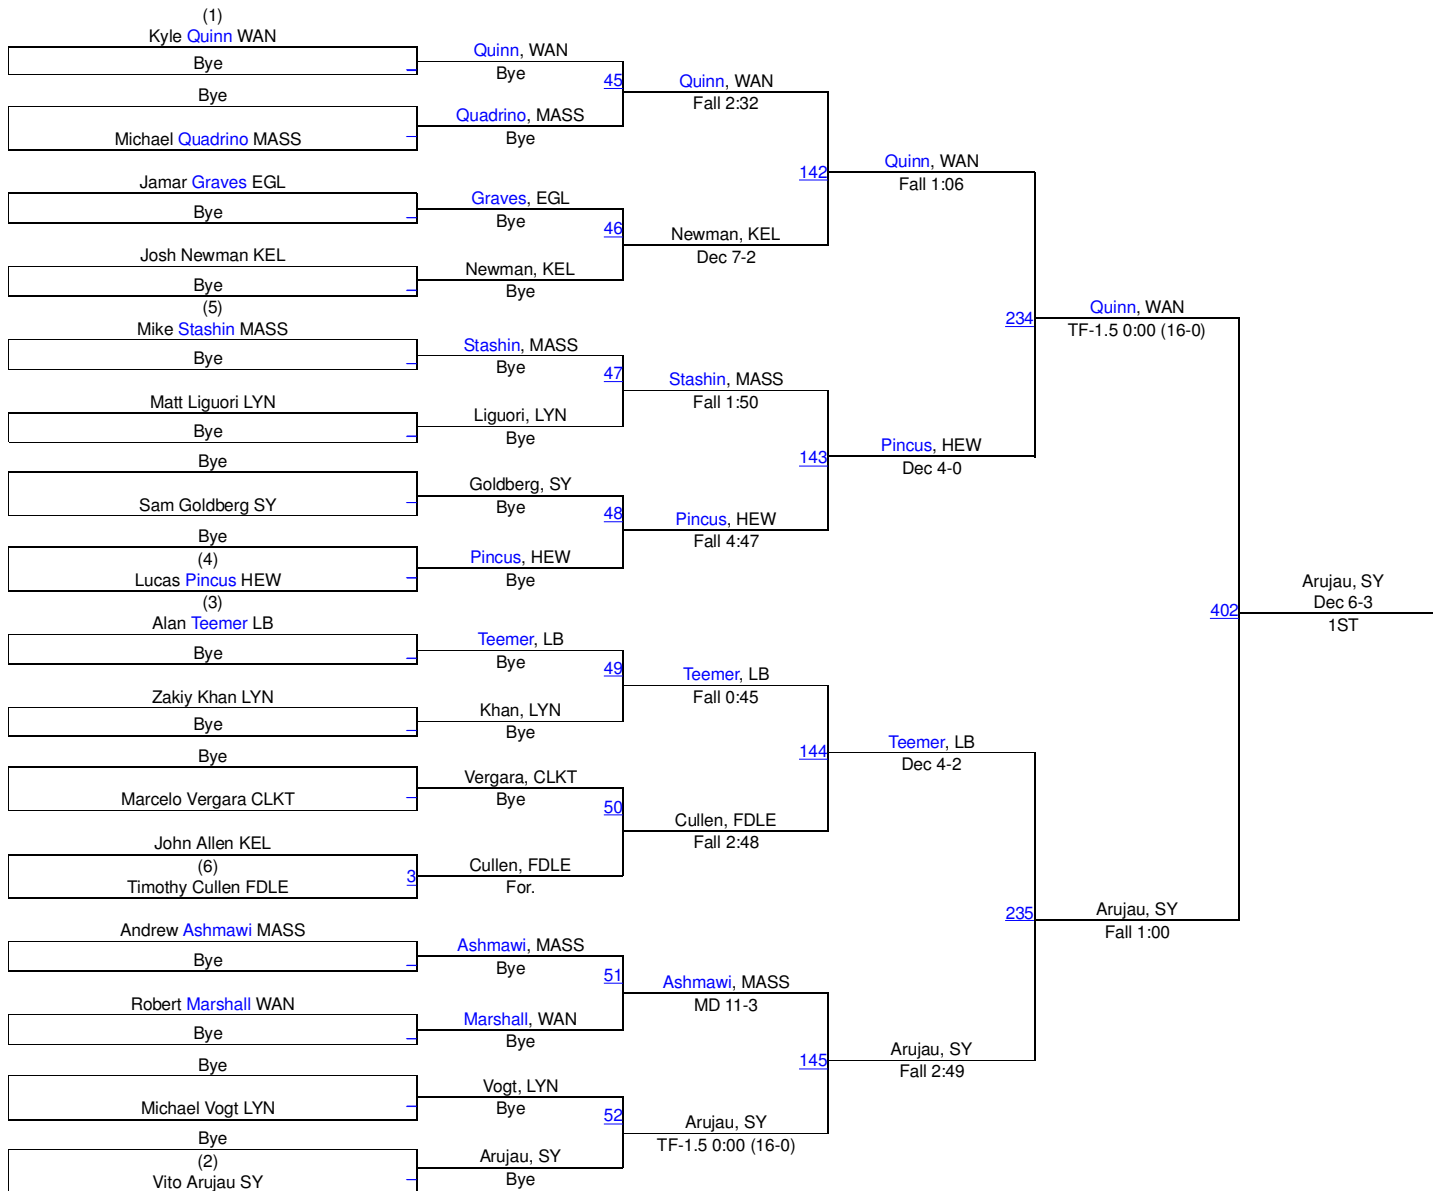 (1)
Kyle Quinn WAN
Bye
Bye
Michael Quadrino MASS
Jamar Graves EGL
Bye
Josh Newman KEL
Bye
(5)
Mike Stashin MASS
Bye
Matt Liguori LYN
Bye
Bye
Sam Goldberg SY
Bye
(4)
Lucas Pincus HEW
(3)
Alan Teemer LB
Bye
Zakiy Khan LYN
Bye
Bye
Marcelo Vergara CLKT
John Allen KEL
(6)
Timothy Cullen FDLE
3
Andrew Ashmawi MASS
Bye
Robert Marshall WAN
Bye
Bye
Michael Vogt LYN
Bye
(2)
Vito Arujau SY
Quinn, WAN
Bye
45
Quadrino, MASS
Bye
Graves, EGL
Bye
46
Newman, KEL
Bye
Stashin, MASS
Bye
47
Liguori, LYN
Bye
Goldberg, SY
Bye
48
Pincus, HEW
Bye
Teemer, LB
Bye
49
Khan, LYN
Bye
Vergara, CLKT
Bye
50
Cullen, FDLE
For.
Ashmawi, MASS
Bye
51
Marshall, WAN
Bye
Vogt, LYN
Bye
52
Arujau, SY
Bye
Quinn, WAN
Fall 2:32
142
Newman, KEL
Dec 7-2
Stashin, MASS
Fall 1:50
143
Pincus, HEW
Fall 4:47
Teemer, LB
Fall 0:45
144
Cullen, FDLE
Fall 2:48
Ashmawi, MASS
MD 11-3
145
Arujau, SY
TF-1.5 0:00 (16-0)
Quinn, WAN
Fall 1:06
234
Pincus, HEW
Dec 4-0
Teemer, LB
Dec 4-2
235
Arujau, SY
Fall 2:49
Quinn, WAN
TF-1.5 0:00 (16-0)
402
Arujau, SY
Fall 1:00
Arujau, SY
Dec 6-3
1ST